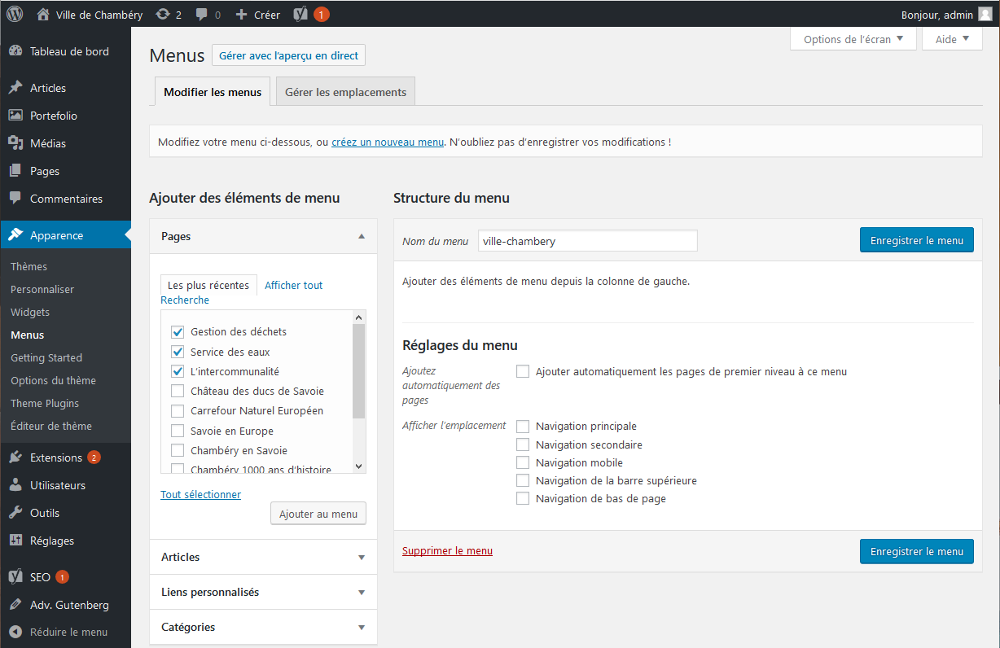 Ville de Chambéry 2 0 Créer 1 Bonjour, admin
Tableau de bord
Articles
Portefolio
Médias
Pages
Commentaires
Apparence
Thèmes
Personnaliser
Widgets
Menus
Getting Started
Options du thème
Theme Plugins
Éditeur de thème
Extensions 2
Utilisateurs
Outils
Réglages
SEO 1
Adv. Gutenberg
Réduire le menu
Options de l'écran Aide
Menus Gérer avec l'aperçu en direct
Modifier les menus Gérer les emplacements
Modifiez votre menu ci-dessous, ou créez un nouveau menu. N'oubliez pas d'enregistrer vos modifications !
Ajouter des éléments de menu
Pages
Les plus récentes Afficher tout
Recherche
Gestion des déchets
Service des eaux
L'intercommunalité
Château des ducs de Savoie
Carrefour Naturel Européen
Savoie en Europe
Chambéry en Savoie
Chambéry 1000 ans d'histoire
Tout sélectionner
Ajouter au menu
Articles
Liens personnalisés
Catégories
Structure du menu
Nom du menu ville-chambery Enregistrer le menu
Ajouter des éléments de menu depuis la colonne de gauche.
Réglages du menu
Ajoutez
automatiquement des
pages
Ajouter automatiquement les pages de premier niveau à ce menu
Afficher l'emplacement
Navigation principale
Navigation secondaire
Navigation mobile
Navigation de la barre supérieure
Navigation de bas de page
Supprimer le menu Enregistrer le menu